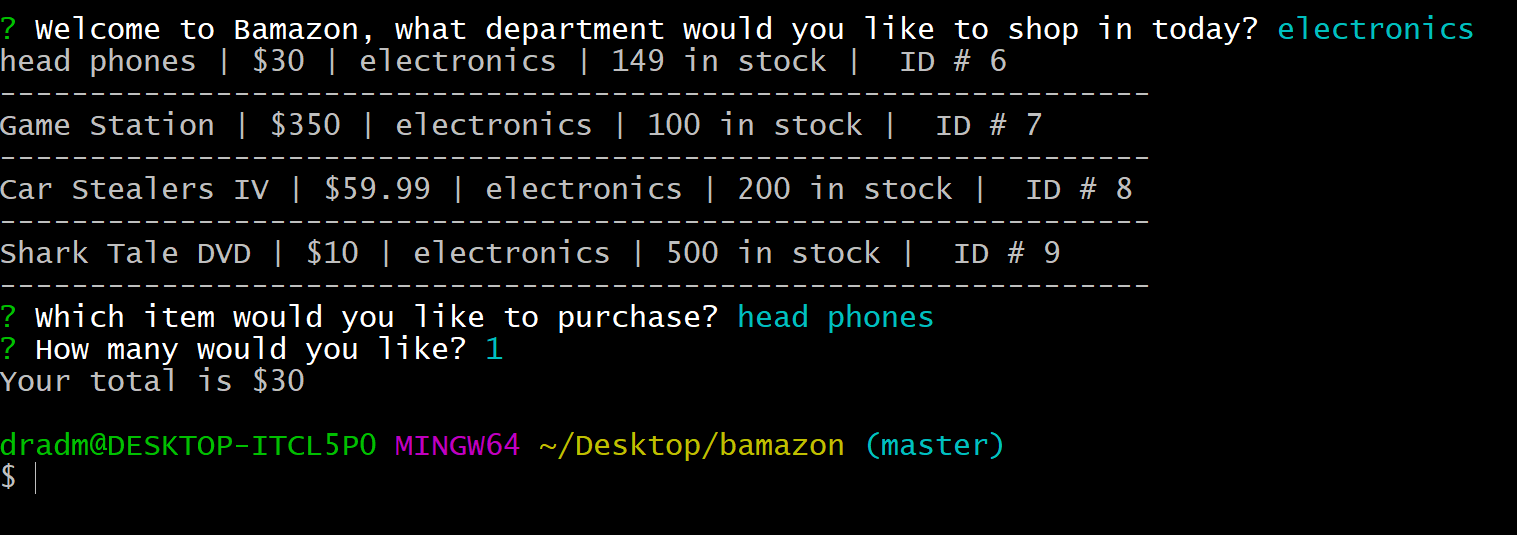 ? Welcome to Bamazon, what department would you like to shop in today? electronics
head phones | $30 | electronics | 149 in stock |  ID # 6
----------------------------------------------------------------
Game Station | $350 | electronics | 100 in stock |  ID # 7
----------------------------------------------------------------
Car Stealers IV | $59.99 | electronics | 200 in stock |  ID # 8
----------------------------------------------------------------
Shark Tale DVD | $10 | electronics | 500 in stock |  ID # 9
----------------------------------------------------------------
? Which item would you like to purchase? head phones
? How many would you like? 1
Your total is $30
dradm@DESKTOP-ITCL5PO MINGW64 ~/Desktop/bamazon (master)
$